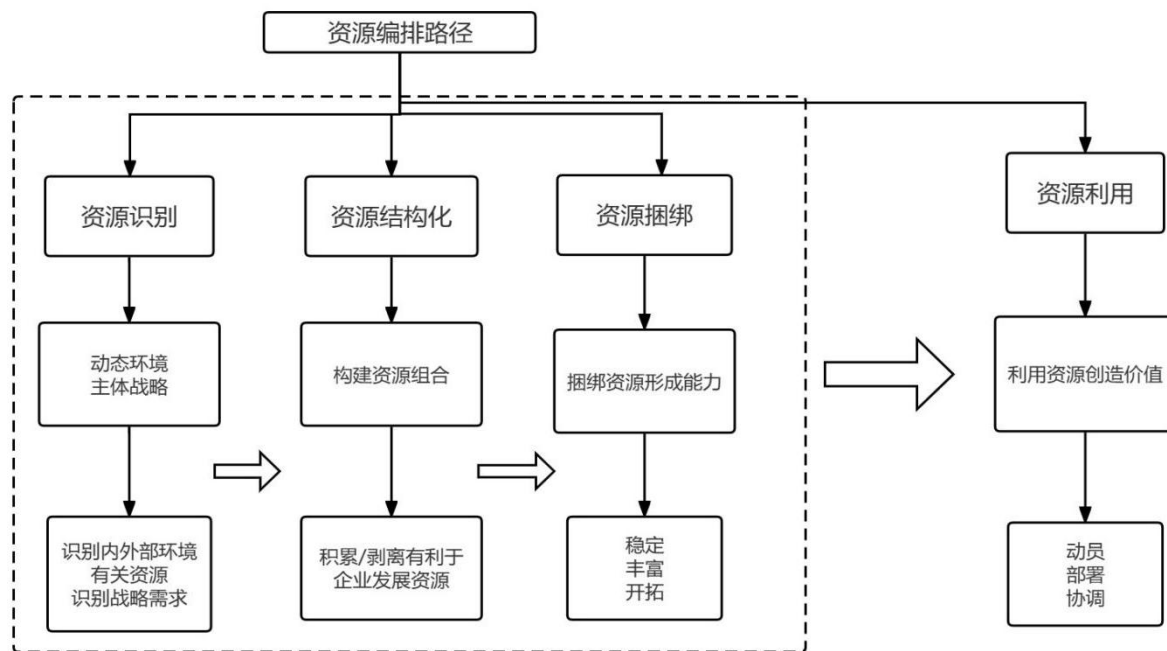 资源编排路径
资源识别
资源结构化
资源捆绑
资源利用
动态环境
主体战略
构建资源组合
捆绑资源形成能力
利用资源创造价值
识别内外部环境
有关资源
识别战略需求
积累/剥离有利于
企业发展资源
稳定
丰富
开拓
动员
部署
协调